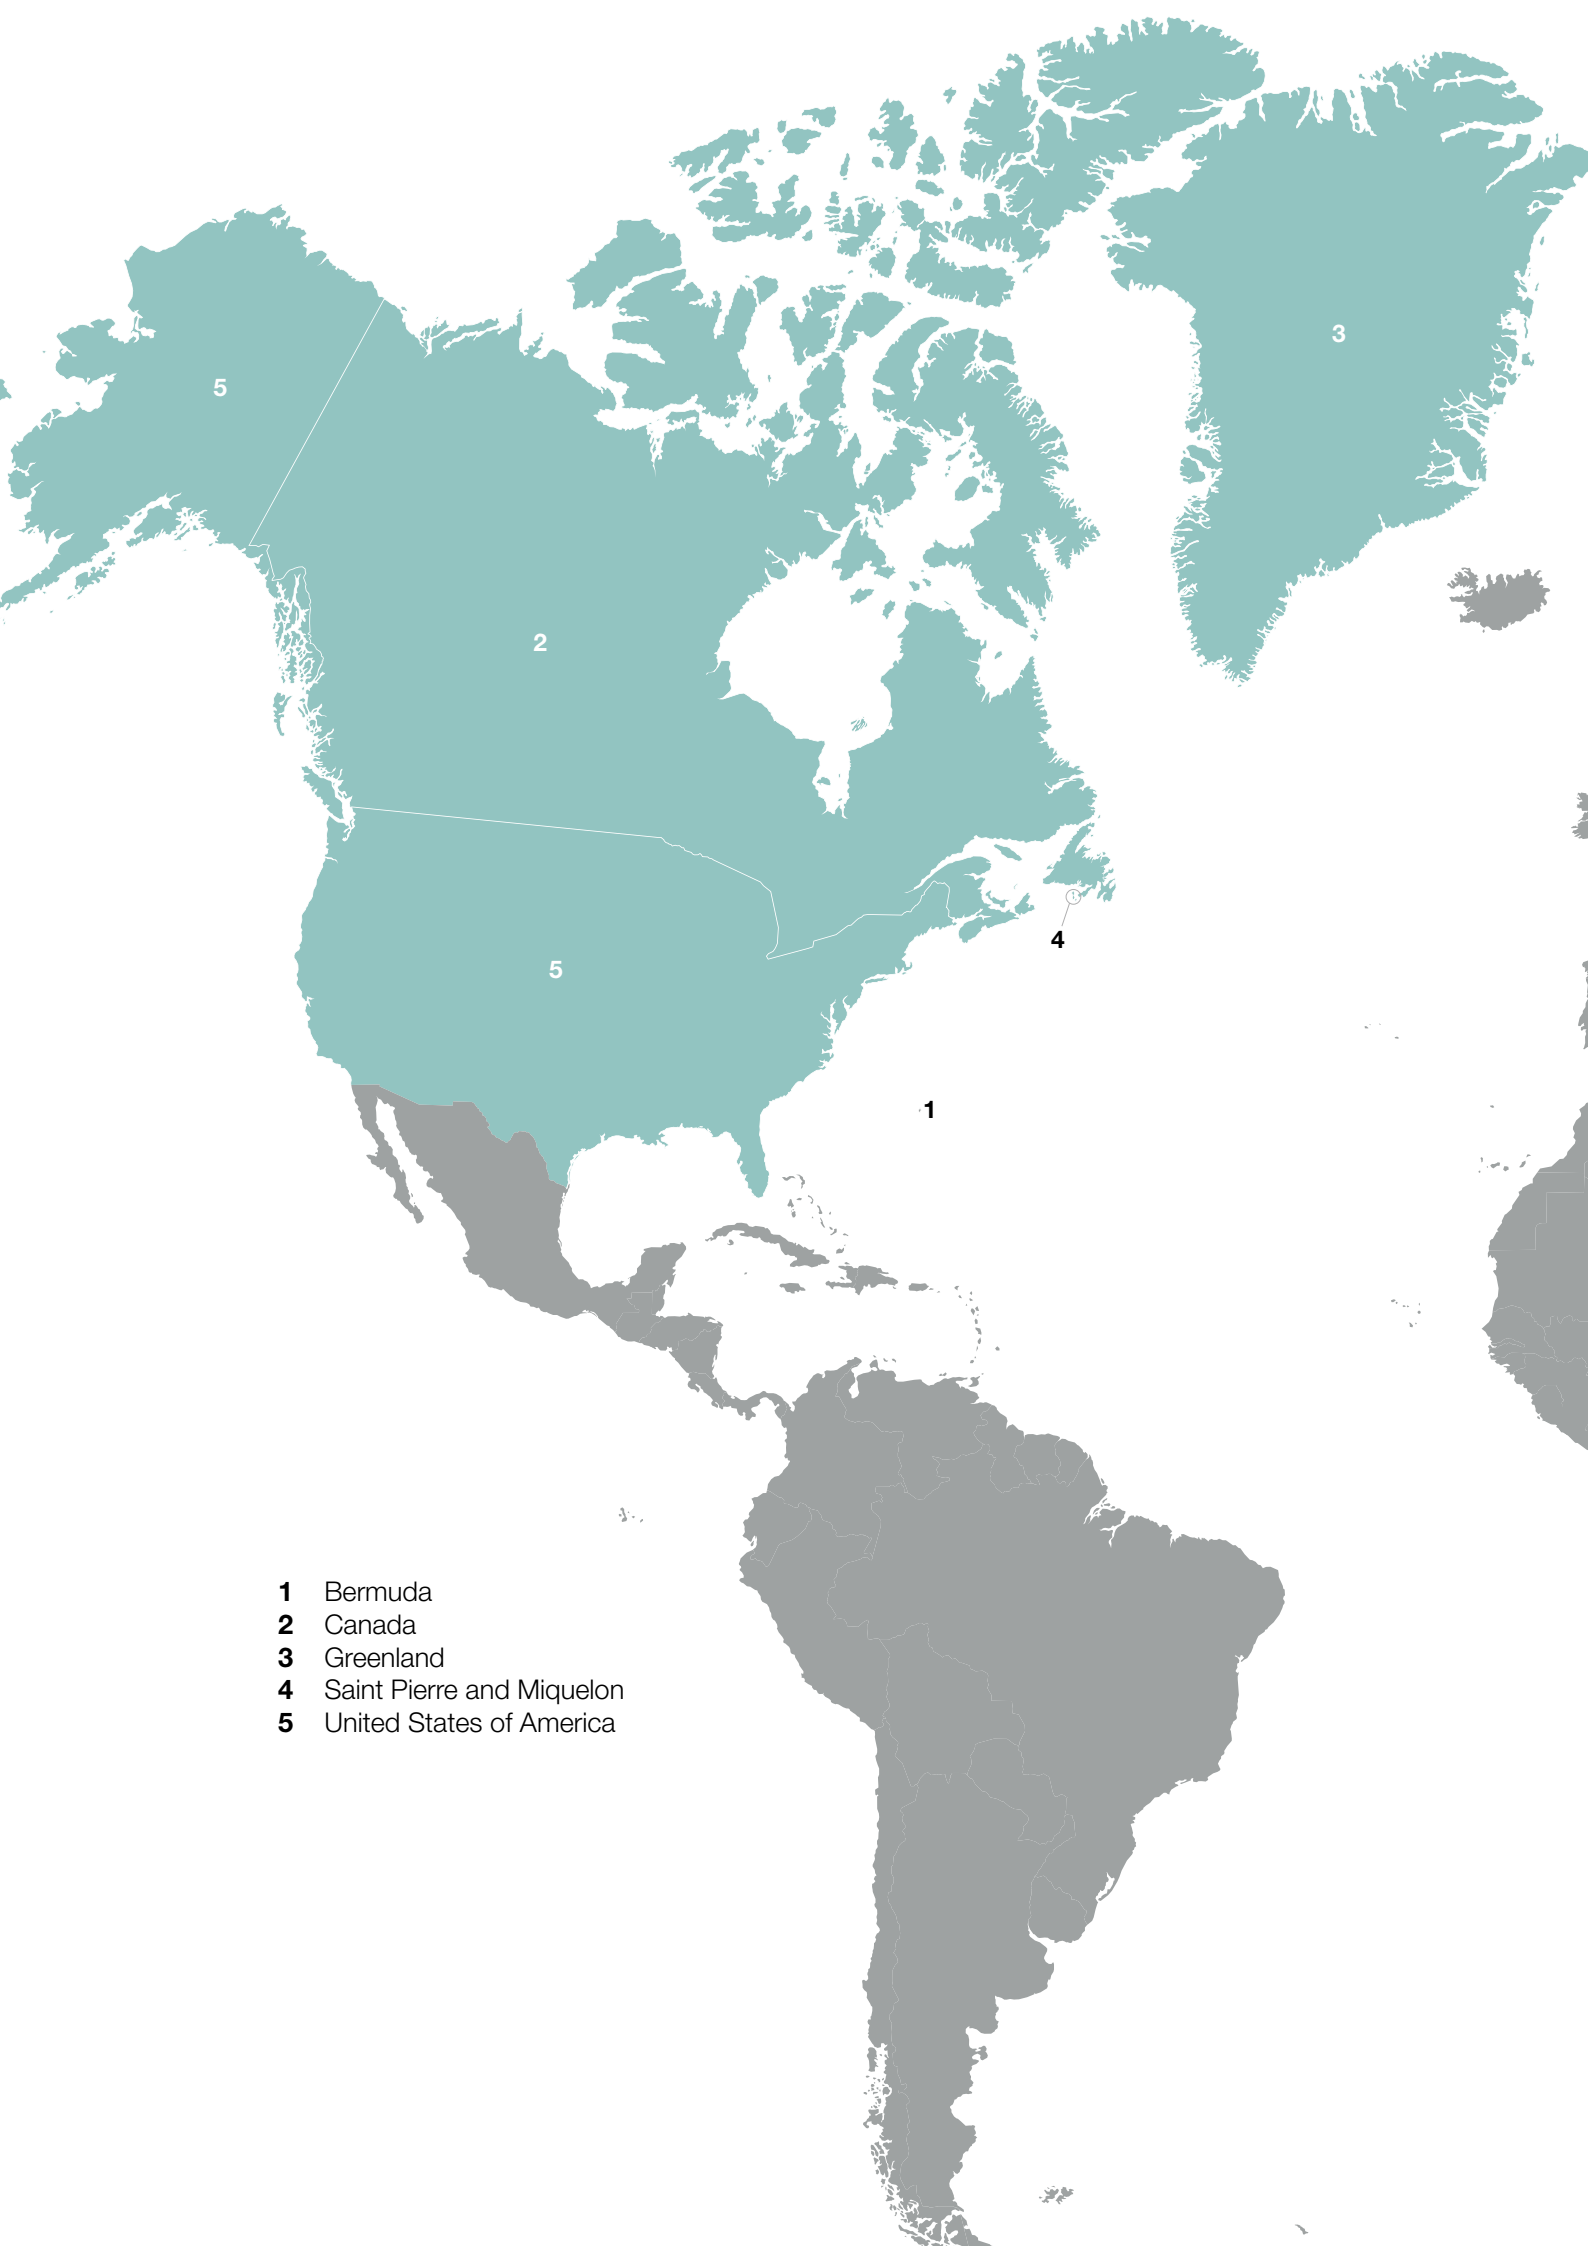 3
5
2
4
5
1
1 Bermuda
2 Canada
3 Greenland
4 Saint Pierre and Miquelon
5 United States of America